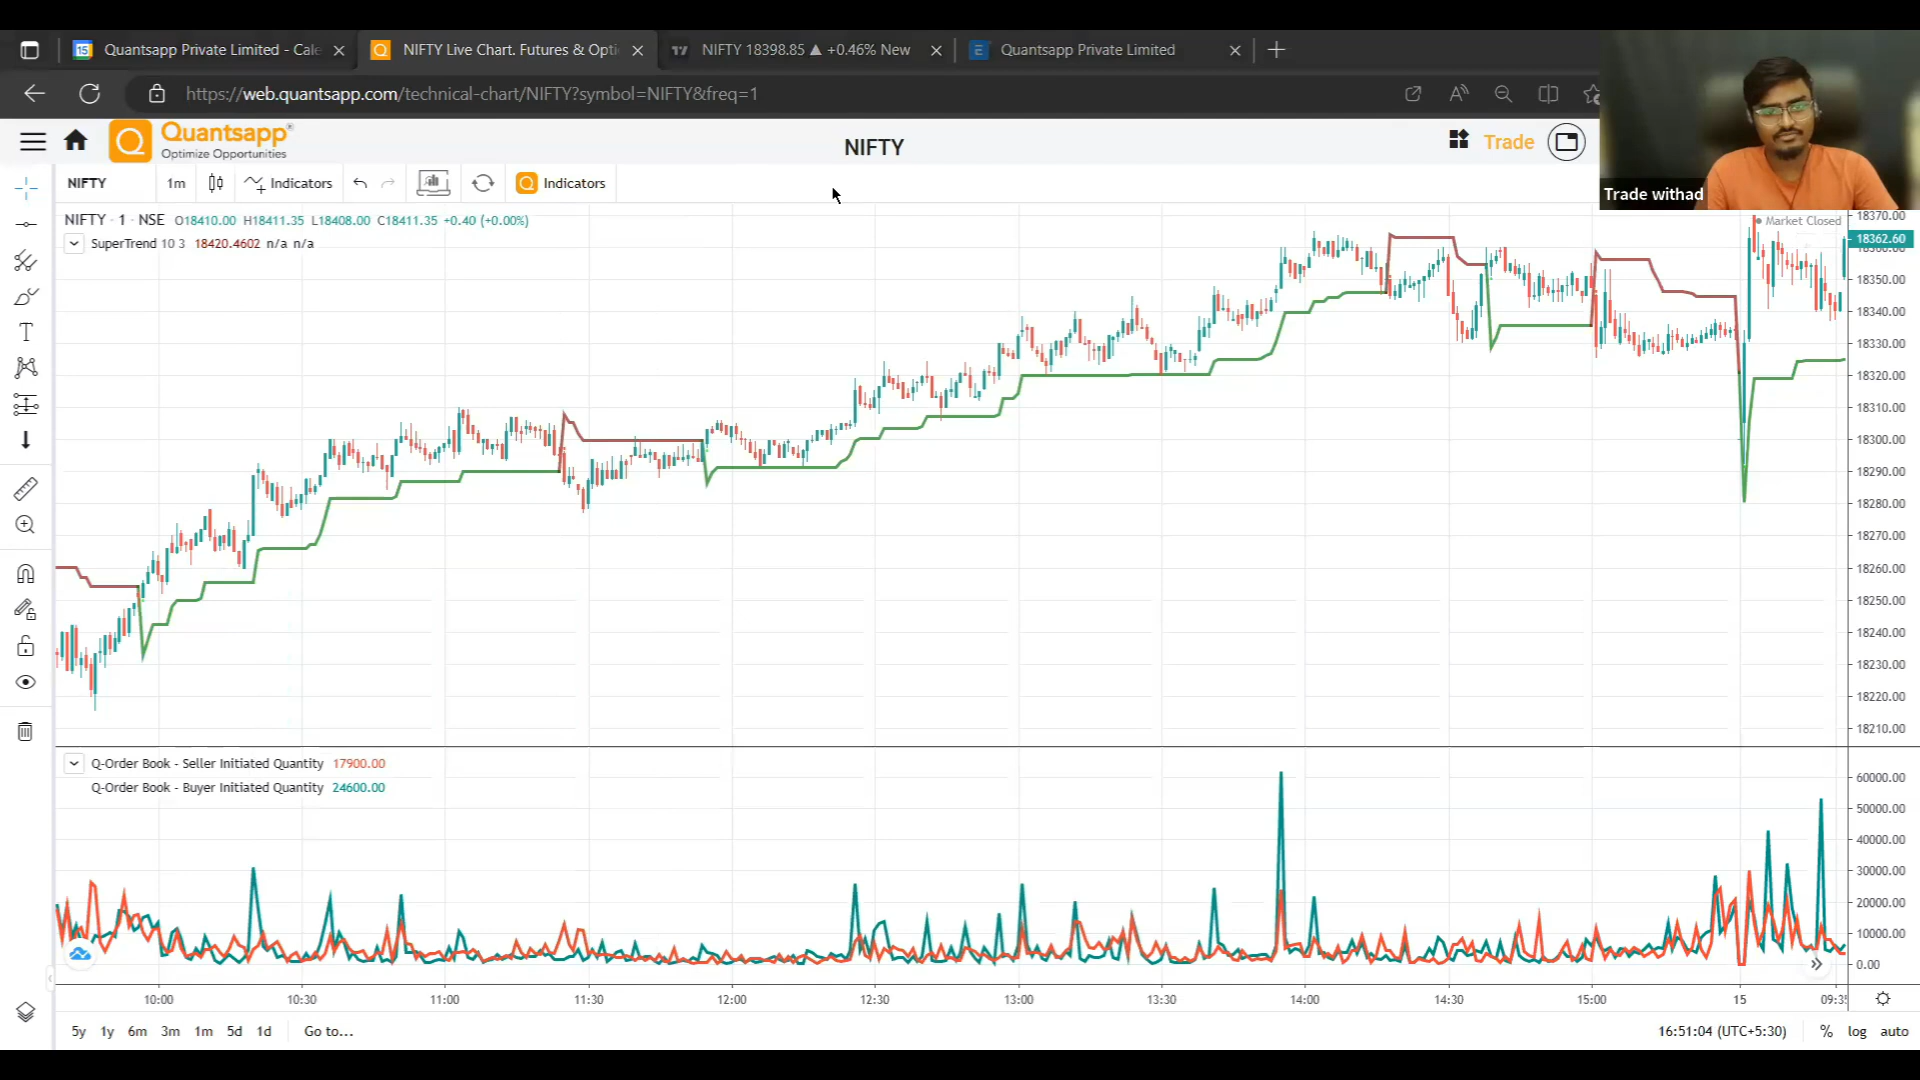 Quantsapp Private Limited - Cale
NIFTY Live Chart. Futures & Opti
NIFTY 18398.85 ▲ +0.46% New
Quantsapp Private Limited
https://web.quantsapp.com/technical-chart/NIFTY?symbol=NIFTY&freq=1
Quantsapp
Optimize Opportunities
NIFTY
Trade
Trade withad
NIFTY
1m
Indicators
Indicators
NIFTY · 1 · NSE O18410.00 H18411.35 L18408.00 C18411.35 +0.40 (+0.00%)
Market Closed
SuperTrend 10 3 18420.4602 n/a n/a
18370.00
18362.60
18350.00
18340.00
18330.00
18320.00
18310.00
18300.00
18290.00
18280.00
18270.00
18260.00
18250.00
18240.00
18230.00
18220.00
18210.00
Q-Order Book - Seller Initiated Quantity 17900.00
Q-Order Book - Buyer Initiated Quantity 24600.00
60000.00
50000.00
40000.00
30000.00
20000.00
10000.00
0.00
10:00 10:30 11:00 11:30 12:00 12:30 13:00 13:30 14:00 14:30 15:00 15
5y 1y 6m 3m 1m 5d 1d Go to...
16:51:04 (UTC+5:30) % log auto